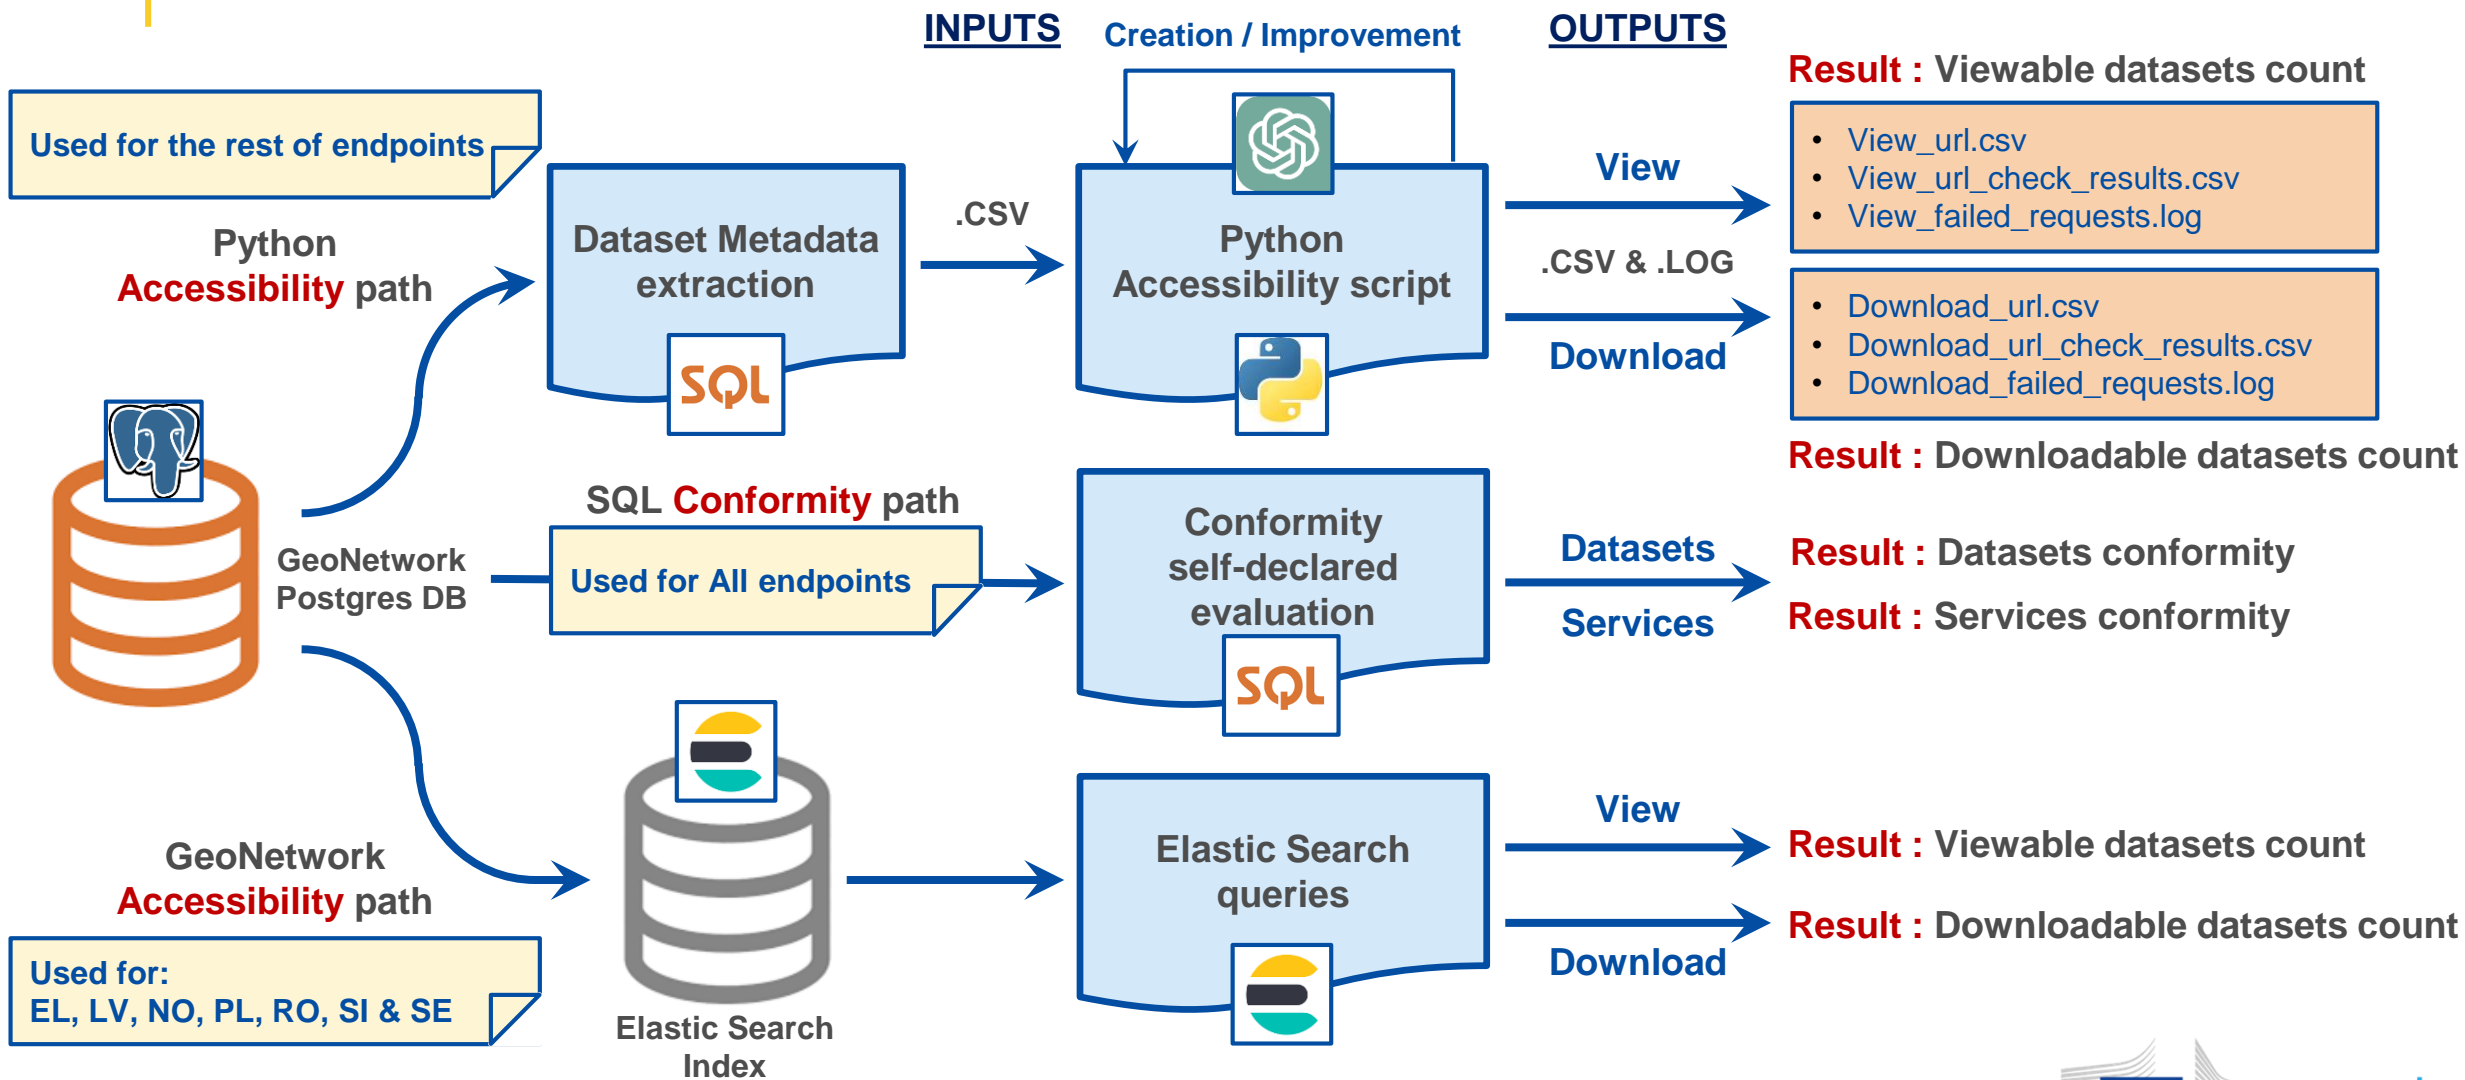 INPUTS
Creation / Improvement
OUTPUTS
Used for the rest of endpoints
Python
Accessibility path
Dataset Metadata
extraction
SQL
.CSV
Python
Accessibility script
View
.CSV & .LOG
Download
Result : Viewable datasets count
• View_url.csv
• View_url_check_results.csv
• View_failed_requests.log
• Download_url.csv
• Download_url_check_results.csv
• Download_failed_requests.log
Result : Downloadable datasets count
GeoNetwork
Postgres DB
SQL Conformity path
Used for All endpoints
Conformity
self-declared
evaluation
SQL
Datasets
Services
Result : Datasets conformity
Result : Services conformity
GeoNetwork
Accessibility path
Used for:
EL, LV, NO, PL, RO, SI & SE
Elastic Search
Index
Elastic Search
queries
View
Download
Result : Viewable datasets count
Result : Downloadable datasets count